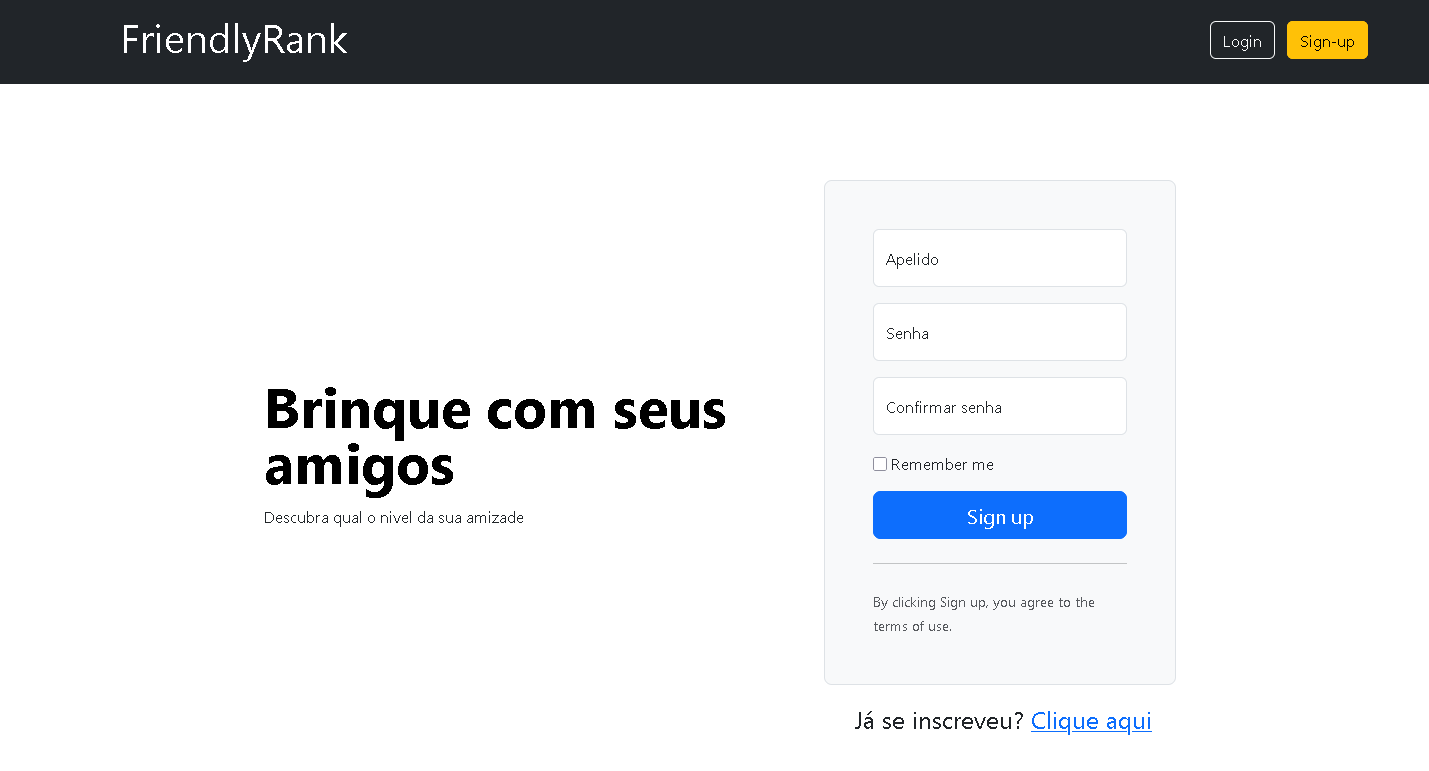 FriendlyRank
Login
Sign-up
Brinque com seus
amigos
Descubra qual o nivel da sua amizade
Apelido
Senha
Confirmar senha
Remember me
Sign up
By clicking Sign up, you agree to the
terms of use.
Já se inscreveu? Clique aqui